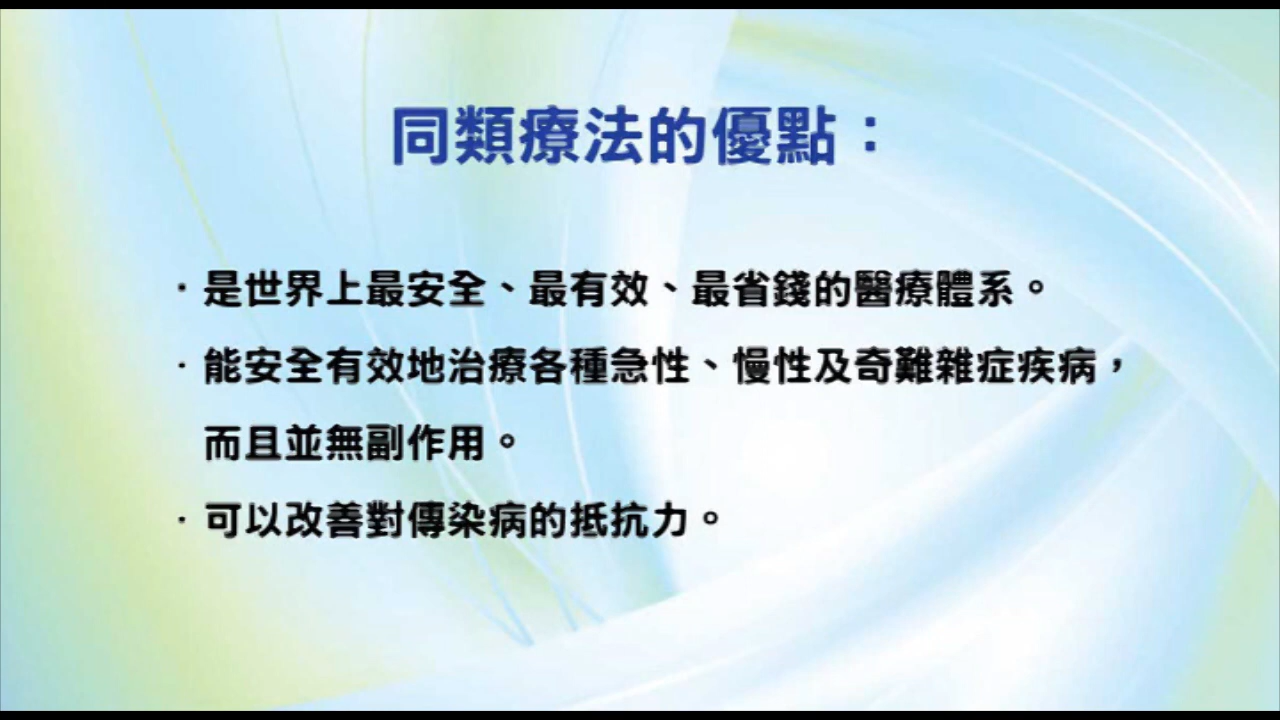 同類療法的優點：
· 是世界上最安全、最有效、最省錢的醫療體系。
· 能安全有效地治療各種急性、慢性及奇難雜症疾病，
而且並無副作用。
· 可以改善對傳染病的抵抗力。